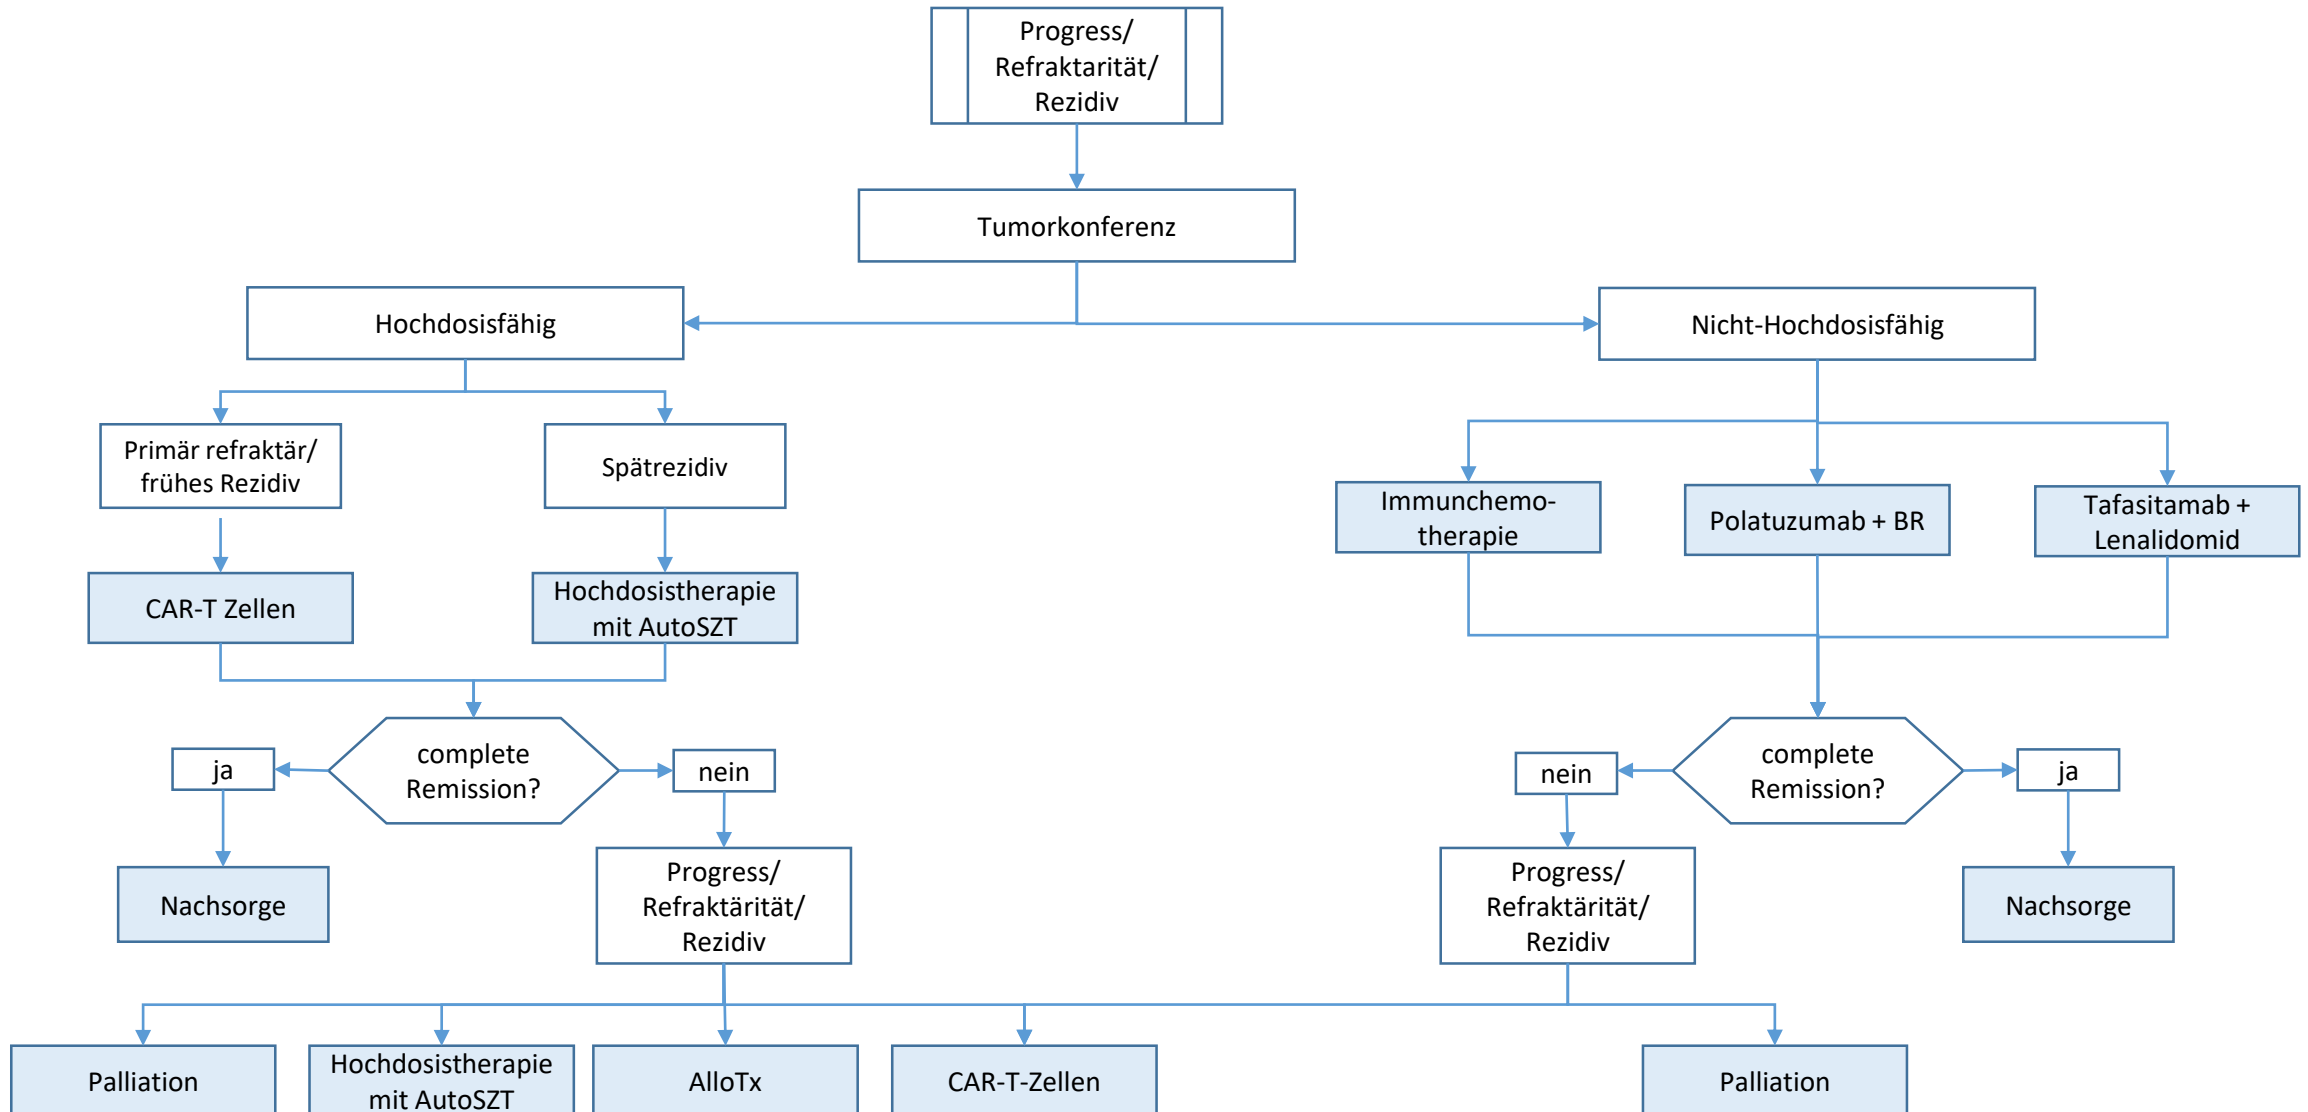 Progress/
Refraktarität/
Rezidiv
Tumorkonferenz
Hochdosisfähig
Nicht-Hochdosisfähig
Primär refraktär/
frühes Rezidiv
Spätrezidiv
Immunchemo-
therapie
Polatuzumab + BR
Tafasitamab +
Lenalidomid
CAR-T Zellen
Hochdosistherapie
mit AutoSZT
ja
complete
Remission?
nein
nein
complete
Remission?
ja
Nachsorge
Progress/
Refraktärität/
Rezidiv
Progress/
Refraktärität/
Rezidiv
Nachsorge
Palliation
Hochdosistherapie
mit AutoSZT
AlloTx
CAR-T-Zellen
Palliation